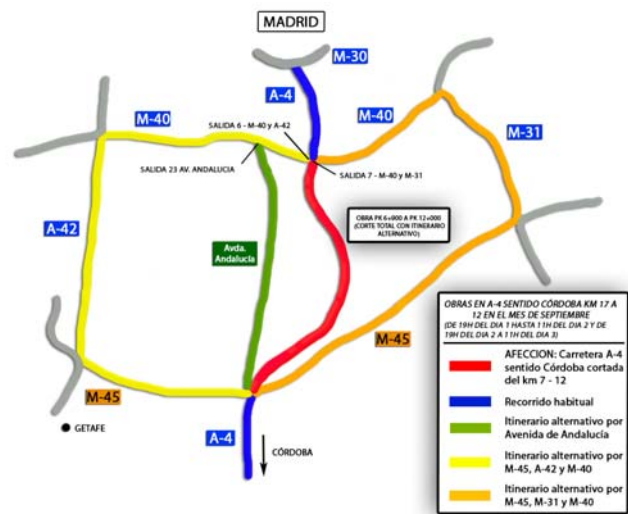 MADRID
M-30
A-4
M-40
M-40
M-31
SALIDA 6 - M-40 y A-42
SALIDA 23 AV. ANDALUCIA
SALIDA 7 - M-40 y M-31
OBRA PK 6+900 A PK 12+000
(CORTE TOTAL CON ITINERARIO
ALTERNATIVO)
A-42
Avda.
Andalucía
M-45
M-45
GETAFE
A-4
CÓRDOBA
OBRAS EN A-4 SENTIDO CÓRDOBA KM 17 A
12 EN EL MES DE SEPTIEMBRE
(DE 19H DEL DIA 1 HASTA 11H DEL DIA 2 Y DE
19H DEL DIA 2 A 11H DEL DIA 3)
AFECCION: Carretera A-4
sentido Córdoba cortada
del km 7 - 12
Recorrido habitual
Itinerario alternativo por
Avenida de Andalucía
Itinerario alternativo por
M-45, A-42 y M-40
Itinerario alternativo por
M-45, M-31 y M-40